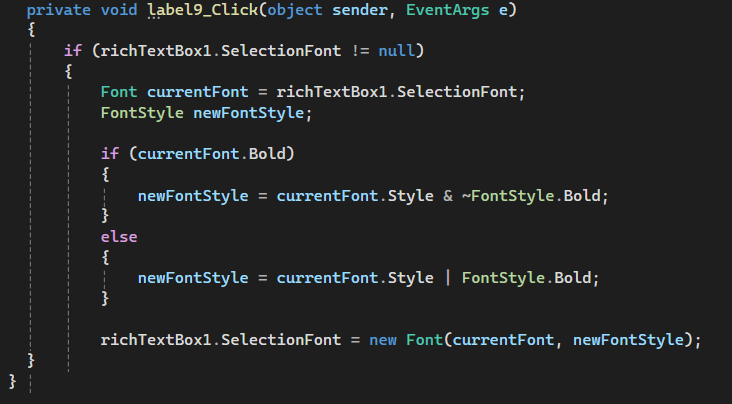 private void label9_Click(object sender, EventArgs e)
{
if (richTextBox1.SelectionFont != null)
{
Font currentFont = richTextBox1.SelectionFont;
FontStyle newFontStyle;
if (currentFont.Bold)
{
newFontStyle = currentFont.Style & ~FontStyle.Bold;
}
else
{
newFontStyle = currentFont.Style | FontStyle.Bold;
}
richTextBox1.SelectionFont = new Font(currentFont, newFontStyle);
}
}